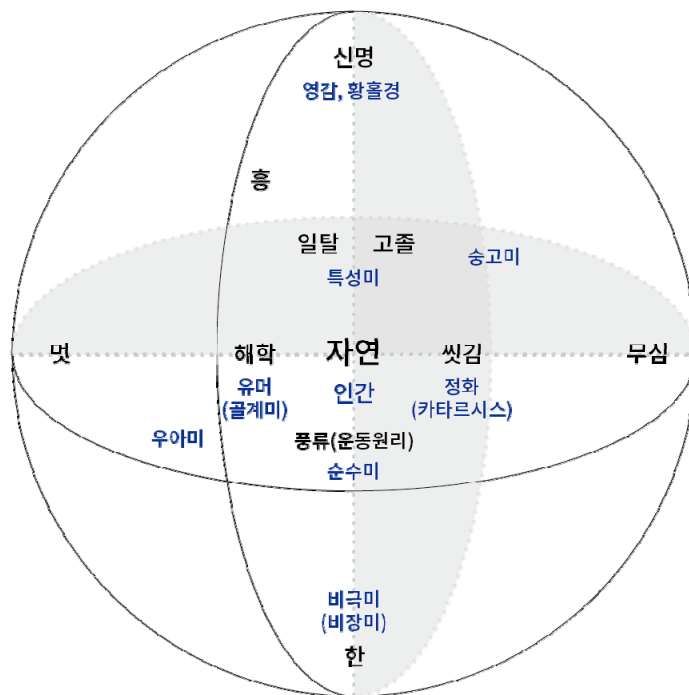 신명
영감, 황홀경
흥
일탈 고졸
특성미
숭고미
멋 해학 자연 씻김 무심
유머
(골계미)
인간
정화
(카타르시스)
우아미
풍류(운동원리)
순수미
비극미
(비장미)
한